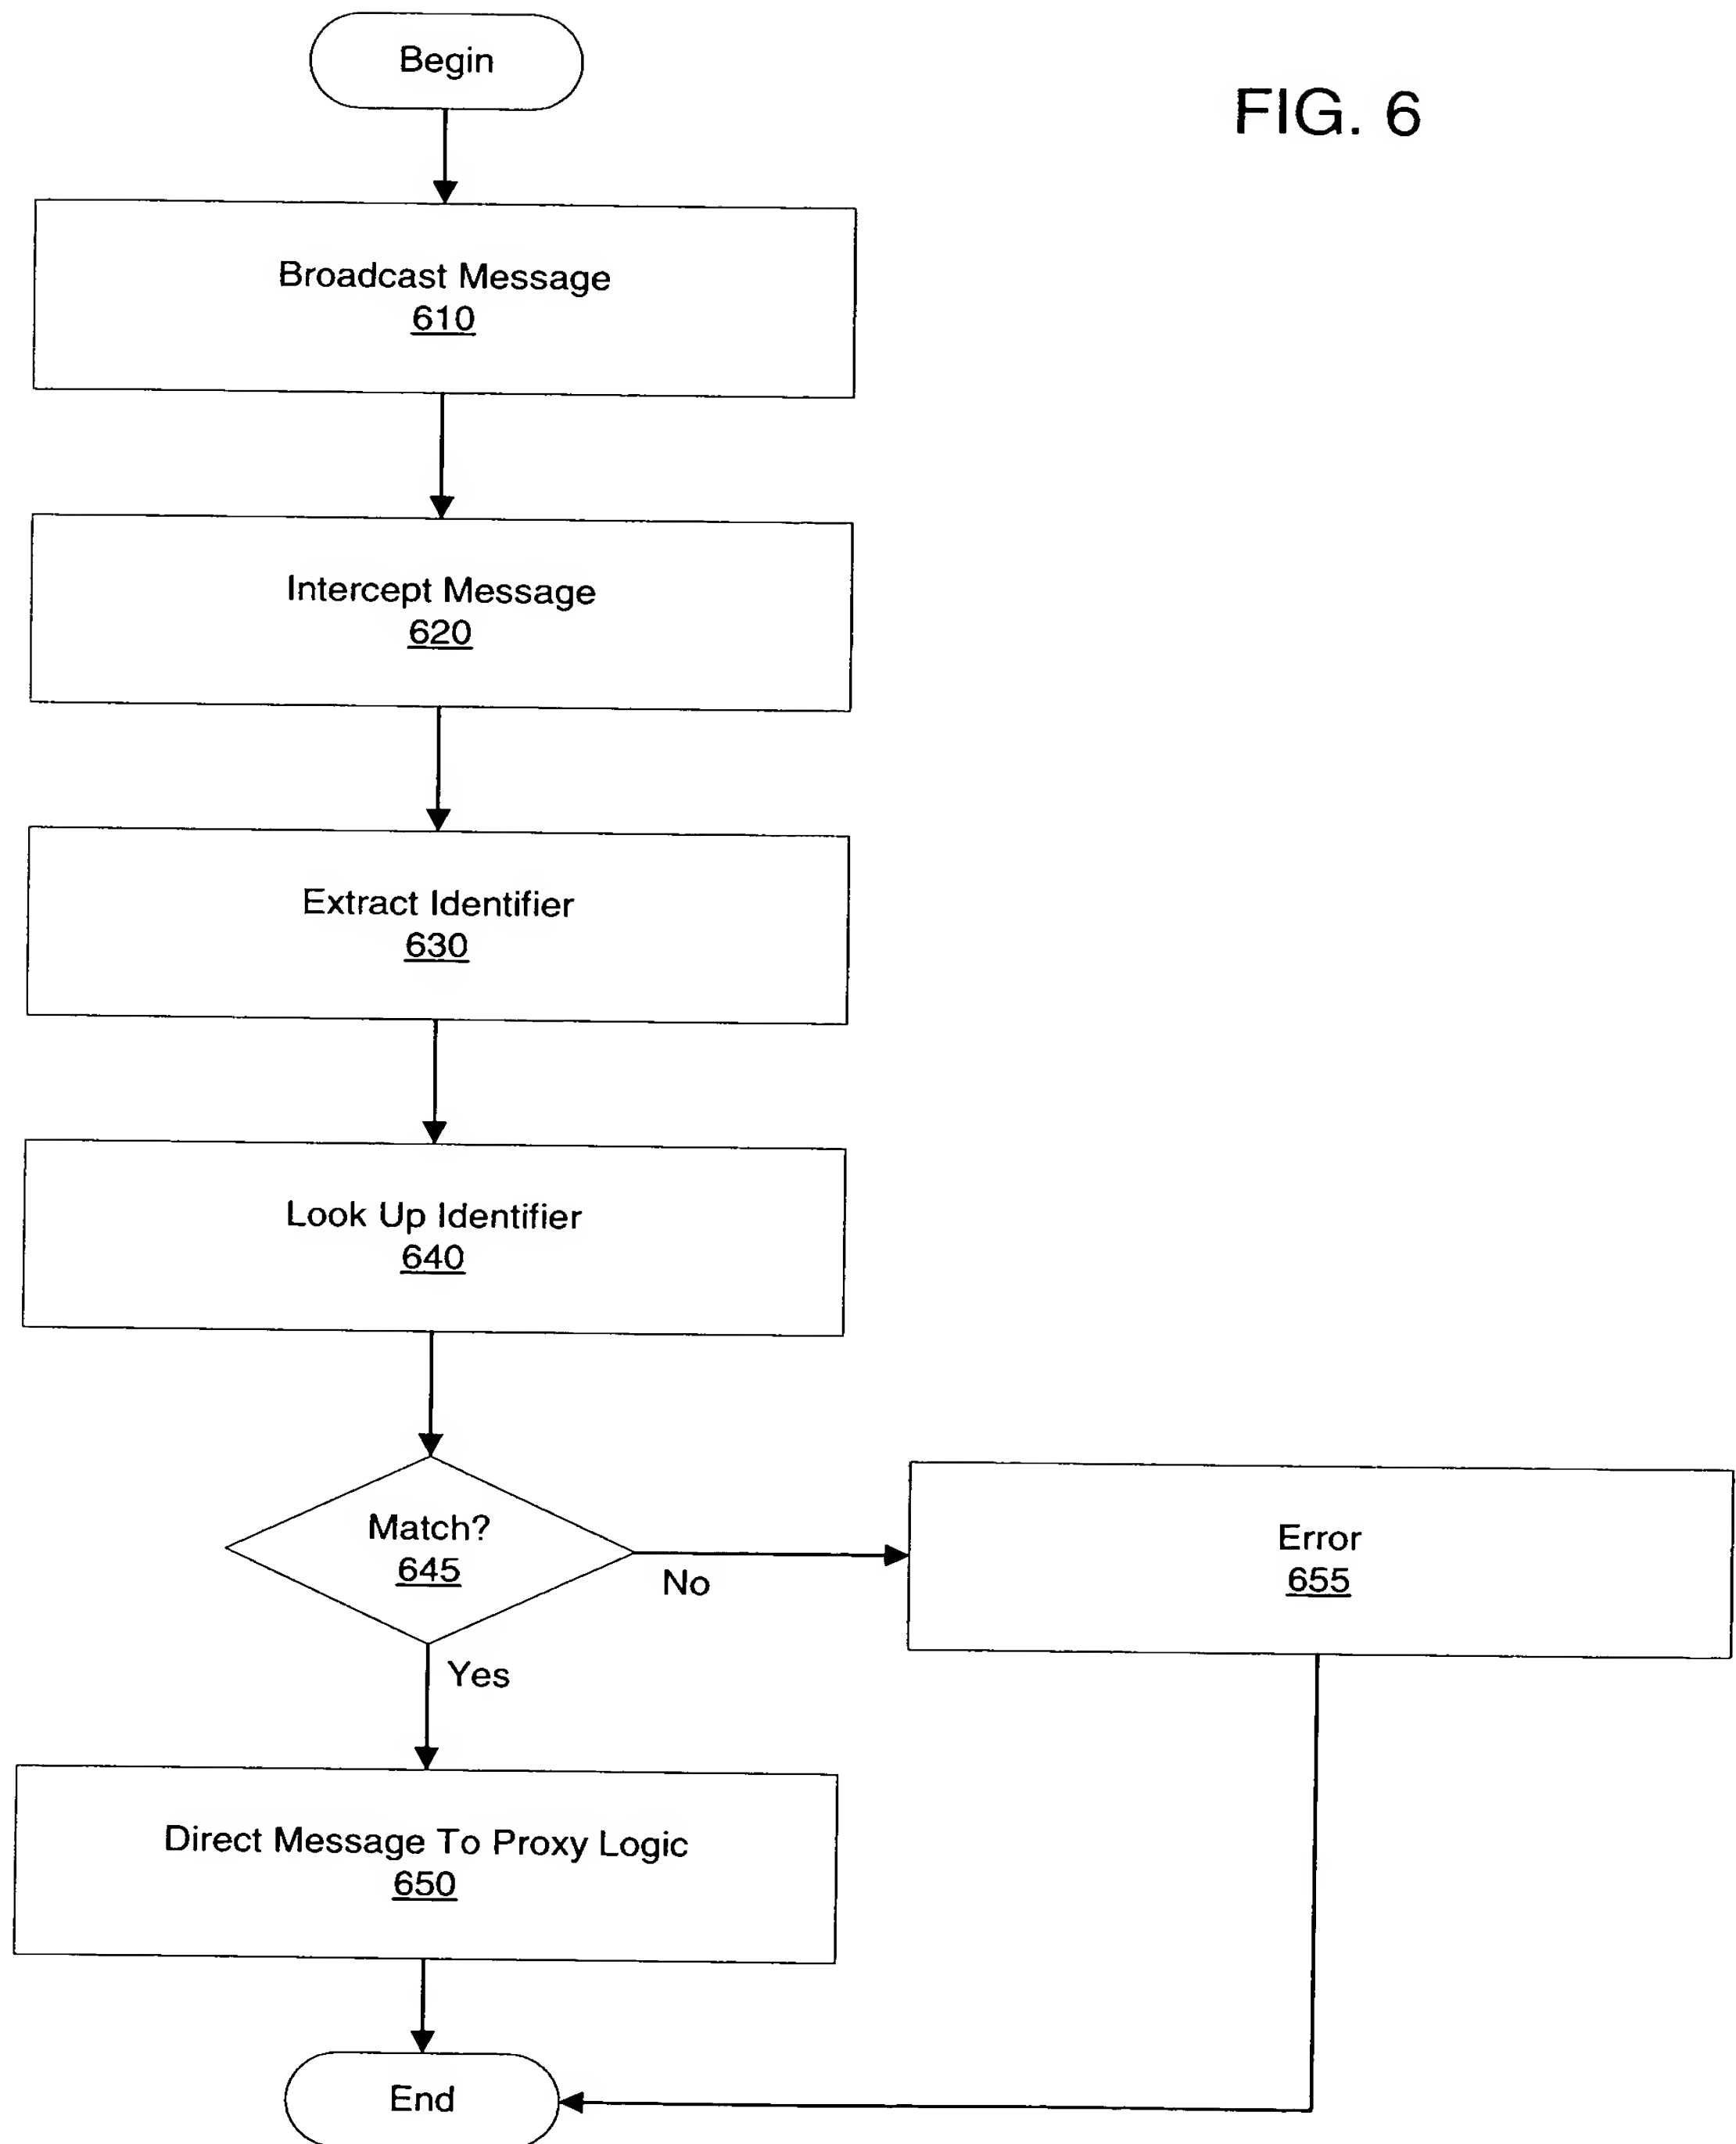 Begin
FIG. 6
Broadcast Message
610
Intercept Message
620
Extract Identifier
630
Look Up Identifier
640
Match?
645
No
Error
655
Yes
Direct Message To Proxy Logic
650
End